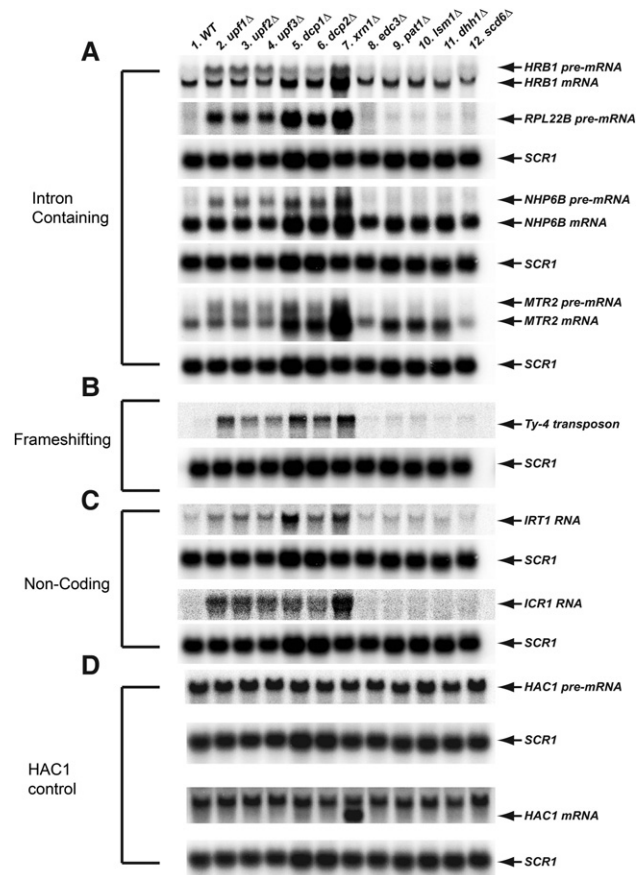 1. WT
2. upf1Δ
3. upf2Δ
4. upf3Δ
5. dcp1Δ
6. dcp2Δ
7. xrn1Δ
8. edc3Δ
9. pat1Δ
10. lsm1Δ
11. dhh1Δ
12. scd6Δ
A
HRB1 pre-mRNA
HRB1 mRNA
RPL22B pre-mRNA
SCR1
Intron
Containing
NHP6B pre-mRNA
NHP6B mRNA
SCR1
MTR2 pre-mRNA
MTR2 mRNA
SCR1
B
Frameshifting
Ty-4 transposon
SCR1
C
IRT1 RNA
SCR1
Non-Coding
ICR1 RNA
SCR1
D
HAC1 pre-mRNA
SCR1
HAC1
control
HAC1 mRNA
SCR1